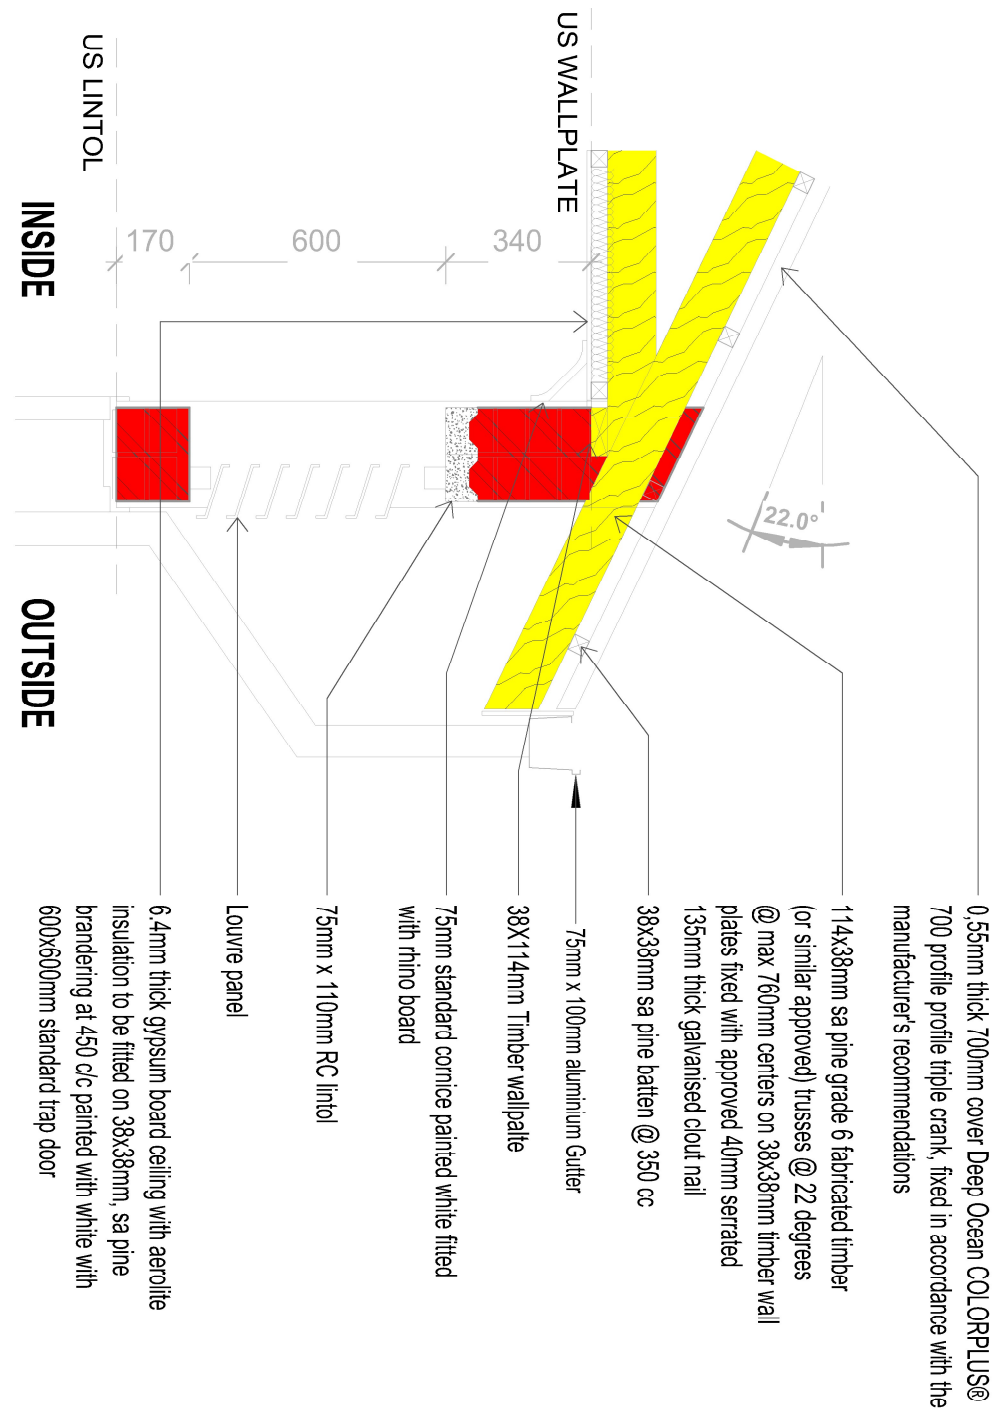 US WALLPLATE
US LINTOL
INSIDE
OUTSIDE
340
600
170
22.0°
0,55mm thick 700mm cover Deep Ocean COLORPLUS®
700 profile profile triple crank, fixed in accordance with the
manufacturer's recommendations
114x38mm sa pine grade 6 fabricated timber
(or similar approved) trusses @ 22 degrees
@ max 760mm centers on 38x38mm timber wall
plates fixed with approved 40mm serrated
135mm thick galvanised clout nail
38x38mm sa pine batten @ 350 cc
75mm x 100mm aluminium Gutter
38X114mm Timber wallpalte
75mm standard cornice painted white fitted
with rhino board
75mm x 110mm RC lintol
Louvre panel
6.4mm thick gypsum board ceiling with aerolite
insulation to be fitted on 38x38mm, sa pine
brandering at 450 c/c painted with white with
600x600mm standard trap door